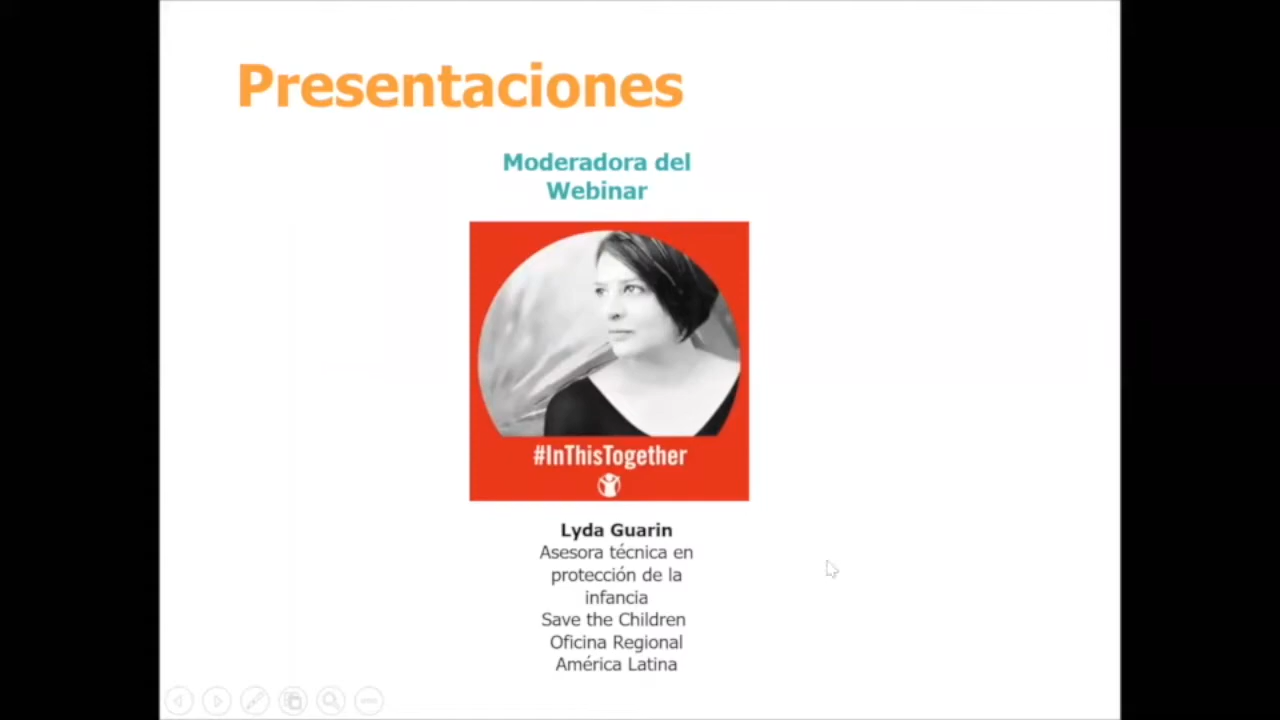 Presentaciones
Moderadora del
Webinar
#InThisTogether
Lyda Guarin
Asesora técnica en
protección de la
infancia
Save the Children
Oficina Regional
América Latina